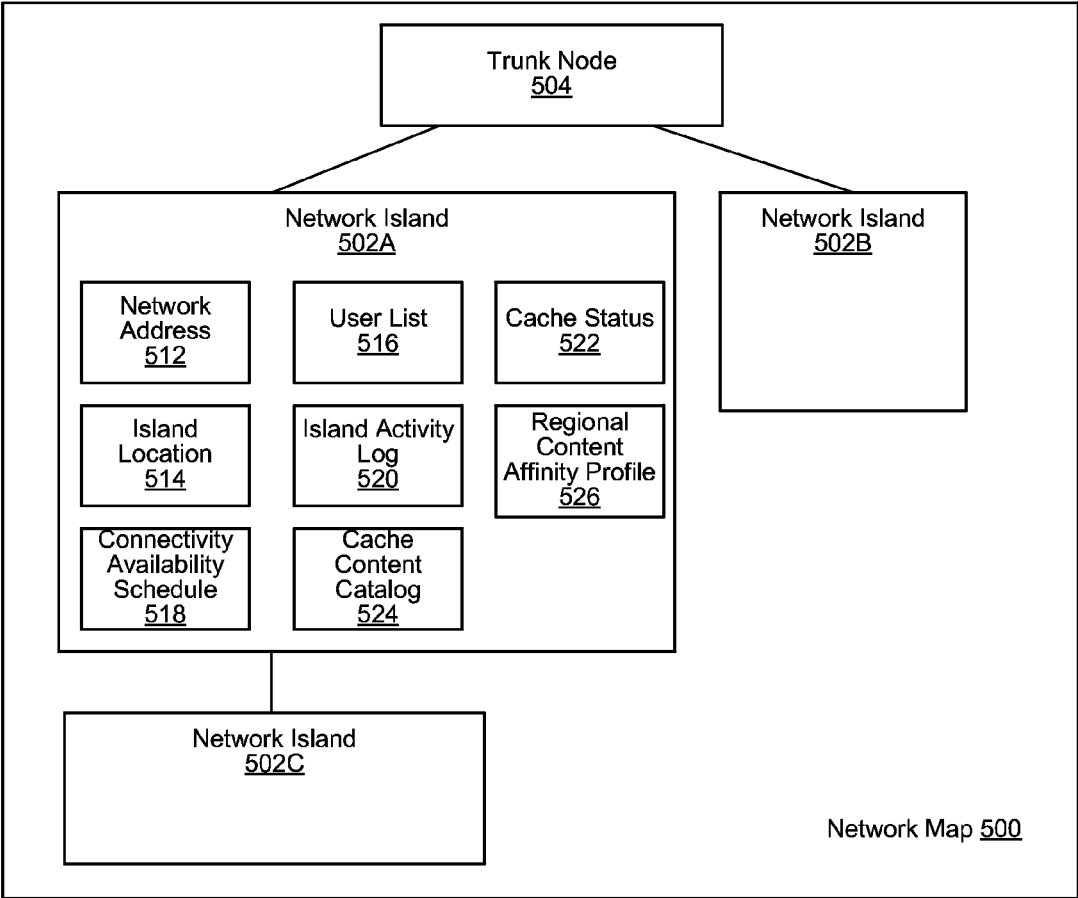 Trunk Node
504
Network Island
502A
Network Island
502B
Network
Address
512
User List
516
Cache Status
522
Island
Location
514
Island Activity
Log
520
Regional
Content
Affinity Profile
526
Connectivity
Availability
Schedule
518
Cache
Content
Catalog
524
Network Island
502C
Network Map 500